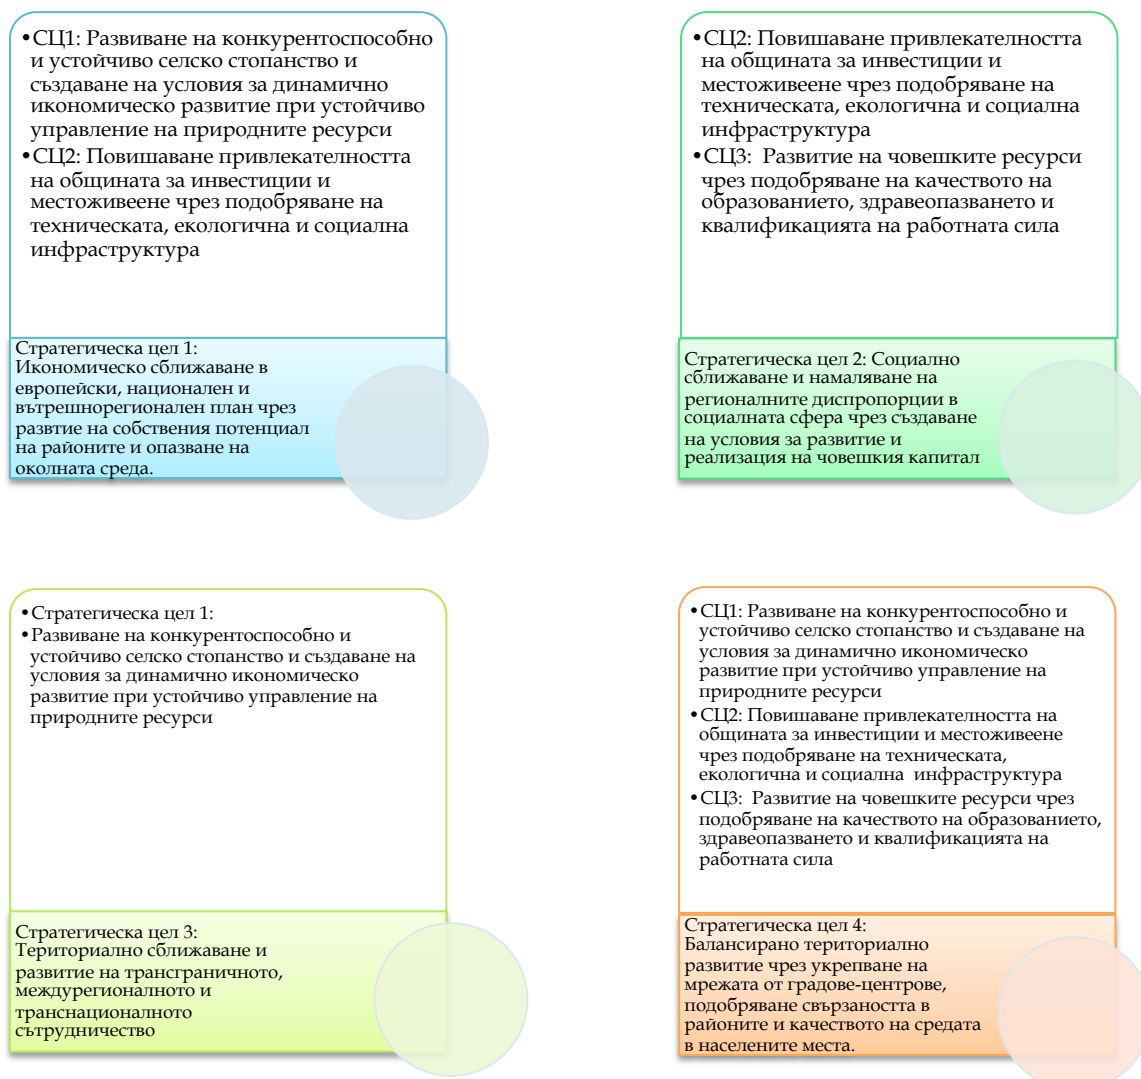 •СЦ1: Развиване на конкурентоспособно
и устойчиво селско стопанство и
създаване на условия за динамично
икономическо развитие при устойчиво
управление на природните ресурси
•СЦ2: Повишаване привлекателността
на общината за инвестиции и
местоживеене чрез подобряване на
техническата, екологична и социална
инфраструктура
Стратегическа цел 1:
Икономическо сближаване в
европейски, национален и
вътрешнорегионален план чрез
развтие на собствения потенциал
на районите и опазване на
околната среда.
•СЦ2: Повишаване привлекателността
на общината за инвестиции и
местоживеене чрез подобряване на
техническата, екологична и социална
инфраструктура
•СЦ3: Развитие на човешките ресурси
чрез подобряване на качеството на
образованието, здравеопазването и
квалификацията на работната сила
Стратегическа цел 2: Социално
сближаване и намаляване на
регионалните диспропорции в
социалната сфера чрез създаване
на условия за развитие и
реализация на човешкия капитал
•Стратегическа цел 1:
•Развиване на конкурентоспособно и
устойчиво селско стопанство и създаване на
условия за динамично икономическо
развитие при устойчиво управление на
природните ресурси
Стратегическа цел 3:
Териториално сближаване и
развитие на трансграничното,
междурегионалното и
транснационалното
сътрудничество
•СЦ1: Развиване на конкурентоспособно и
устойчиво селско стопанство и създаване на
условия за динамично икономическо
развитие при устойчиво управление на
природните ресурси
•СЦ2: Повишаване привлекателността на
общината за инвестиции и местоживеене
чрез подобряване на техническата,
екологична и социална инфраструктура
•СЦ3: Развитие на човешките ресурси чрез
подобряване на качеството на образованието,
здравеопазването и квалификацията на
работната сила
Стратегическа цел 4:
Балансирано териториално
развитие чрез укрепване на
мрежата от градове-центрове,
подобряване свързаността в
районите и качеството на средата
в населените места.